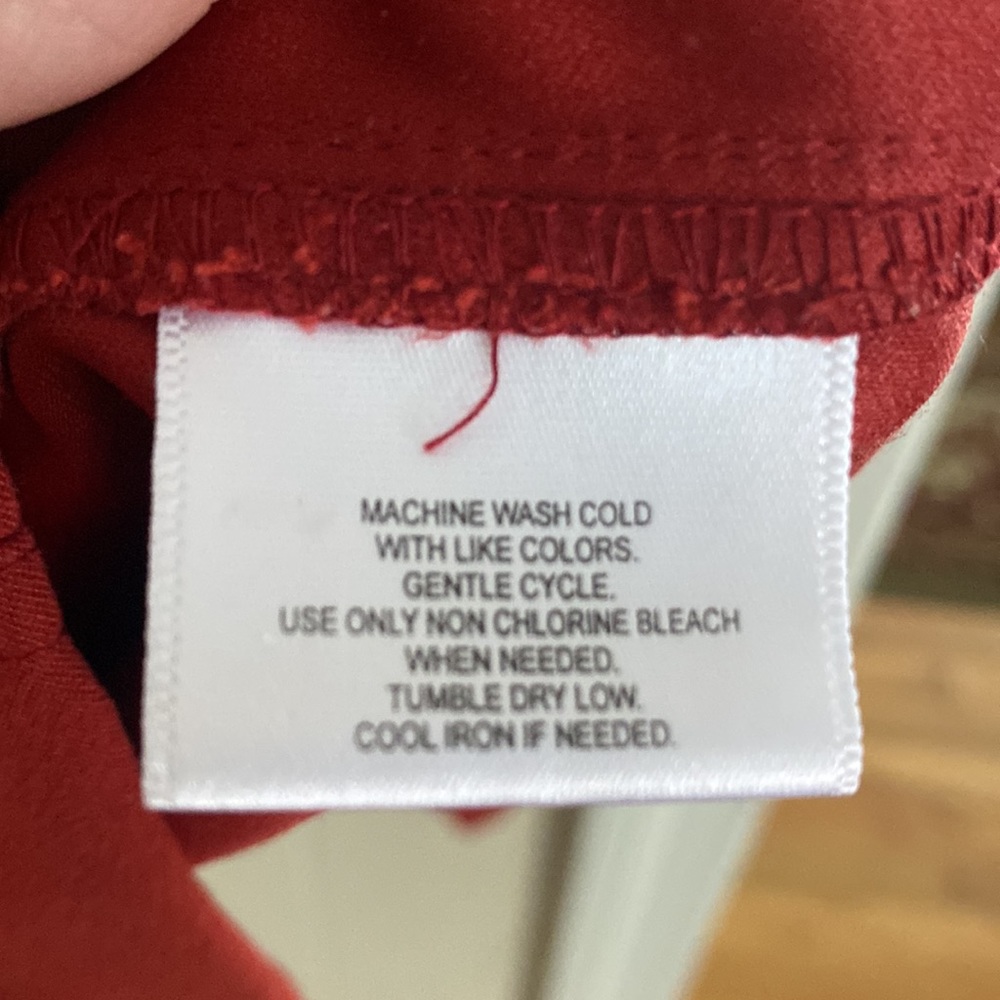 MACHINE WASH COLD
WITH LIKE COLORS.
GENTLE CYCLE.
USE ONLY NON CHLORINE BLEACH
WHEN NEEDED.
TUMBLE DRY LOW.
COOL IRON IF NEEDED.